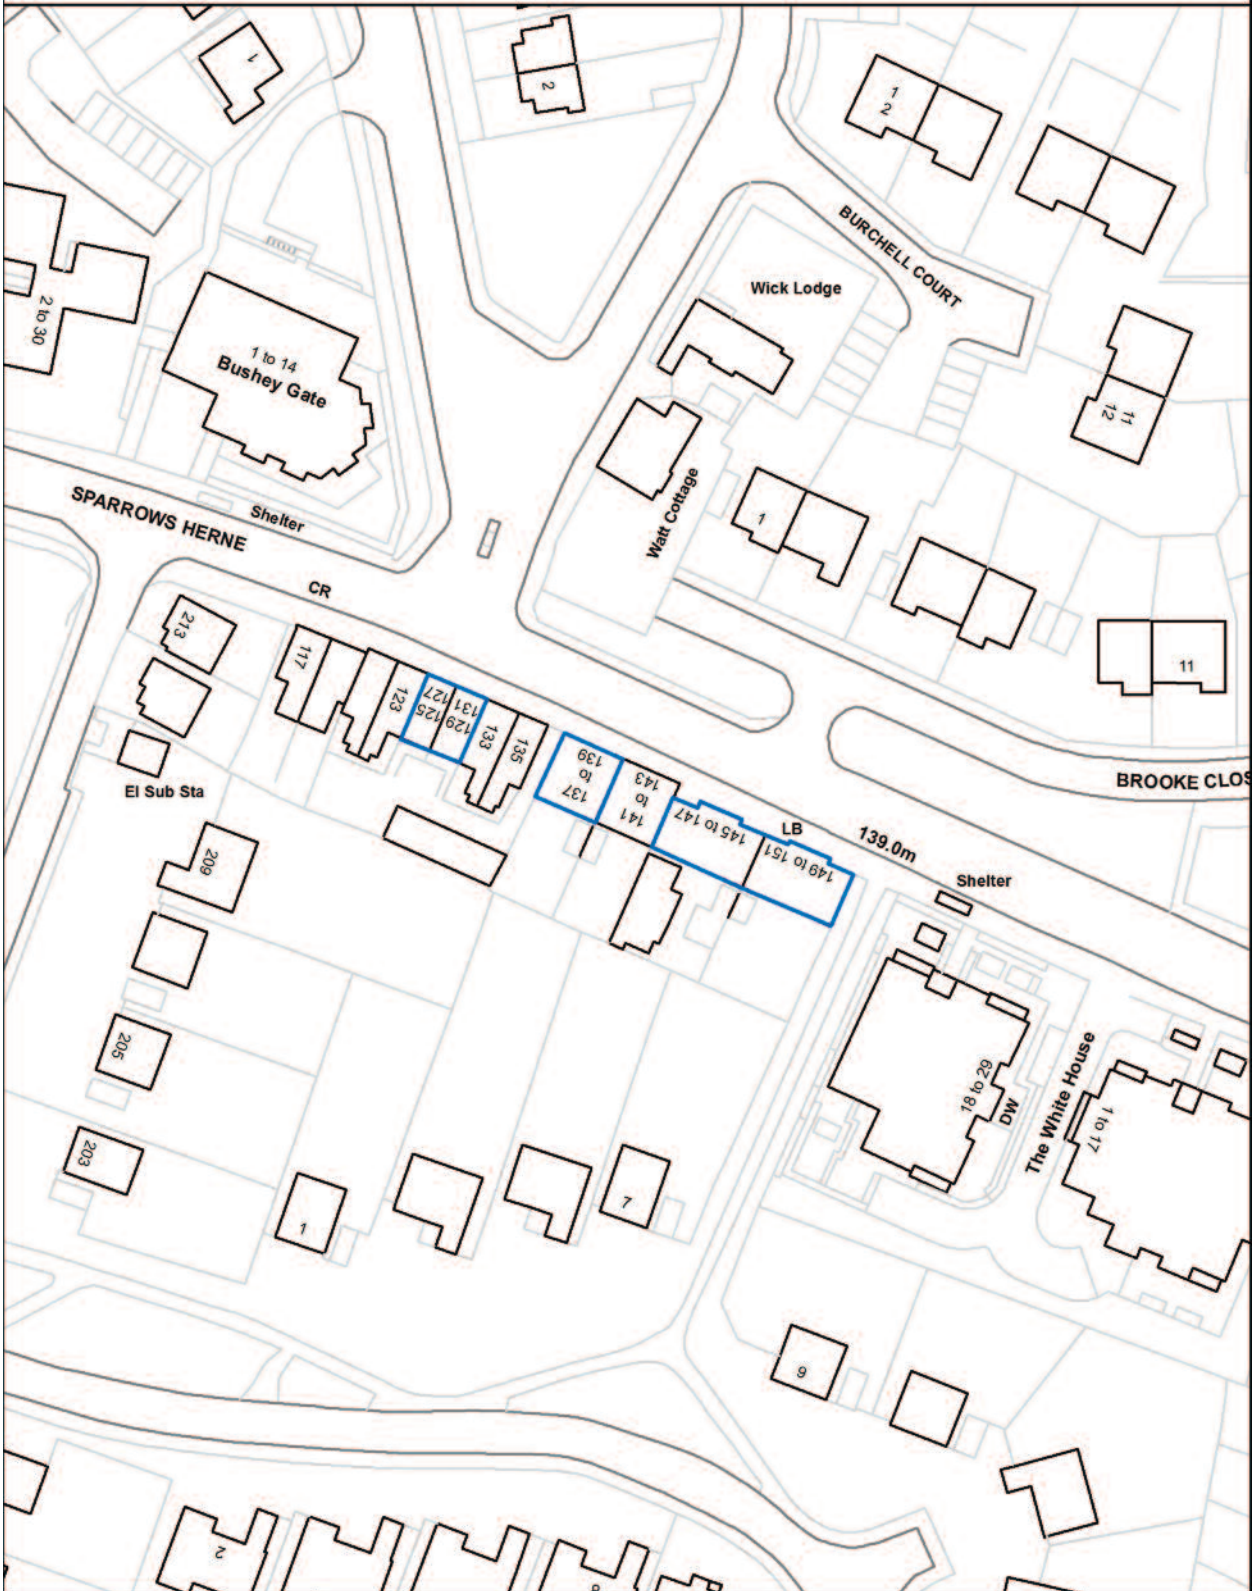 1
2
1
2
BURCHELL COURT
Wick Lodge
2 to 30
1 to 14
Bushey Gate
11
12
SPARROWS HERNE
Shelter
Watt Cottage
1
CR
213
117
11
123
125
127
129
131
133
135
El Sub Sta
139
to
137
143
to
141
BROOKE CLOS
145 to 147
LB
149 to 151
139.0m
209
Shelter
205
18 to 29
DW
The White House
1 to 17
203
1
7
9
2